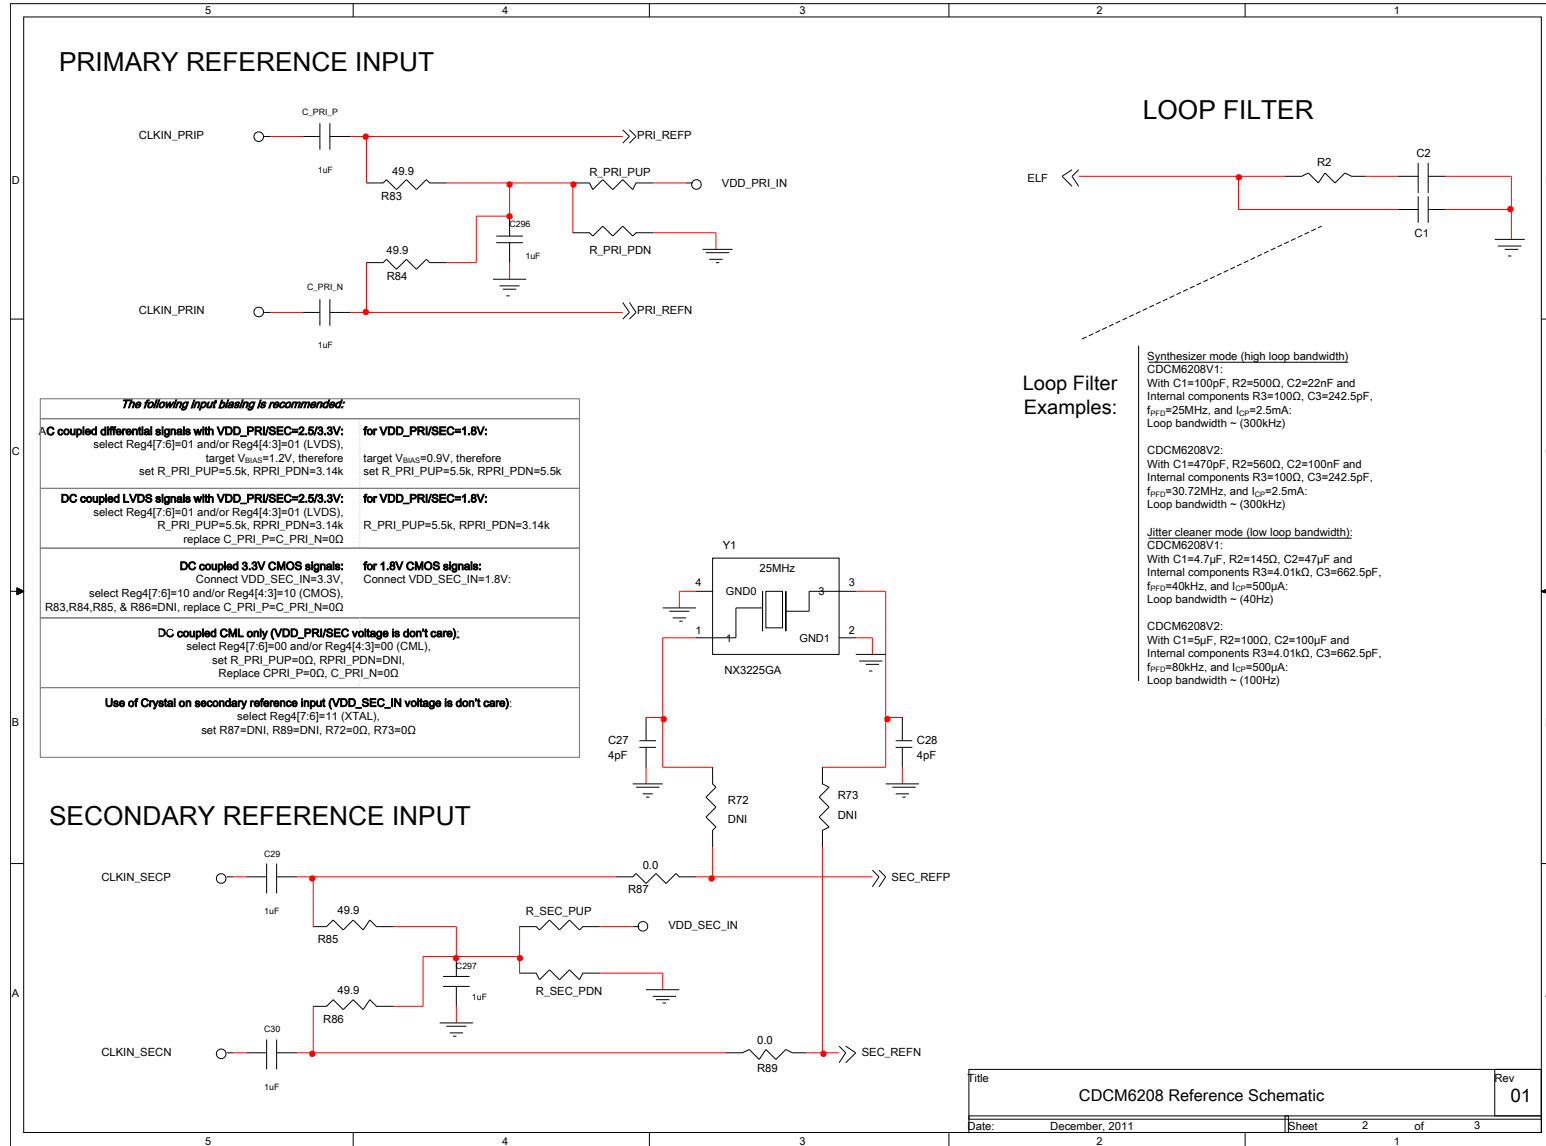 5 4 3 2 1
PRIMARY REFERENCE INPUT
C_PRI_P
CLKIN_PRIP
PRI_REFP
1uF
49.9
R83
R_PRI_PUP
VDD_PRI_IN
C296
1uF
R_PRI_PDN
49.9
R84
C_PRI_N
CLKIN_PRIN
PRI_REFN
1uF
LOOP FILTER
ELF
R2
C2
C1
D
Loop Filter
Examples:
Synthesizer mode (high loop bandwidth)
CDCM6208V1:
With C1=100pF, R2=500Ω, C2=22nF and
Internal components R3=100Ω, C3=242.5pF,
fPFD=25MHz, and ICP=2.5mA:
Loop bandwidth ~ (300kHz)
CDCM6208V2:
With C1=470pF, R2=560Ω, C2=100nF and
Internal components R3=100Ω, C3=242.5pF,
fPFD=30.72MHz, and ICP=2.5mA:
Loop bandwidth ~ (300kHz)
Jitter cleaner mode (low loop bandwidth):
CDCM6208V1:
With C1=4.7µF, R2=145Ω, C2=47µF and
Internal components R3=4.01kΩ, C3=662.5pF,
fPFD=40kHz, and ICP=500µA:
Loop bandwidth ~ (40Hz)
CDCM6208V2:
With C1=5µF, R2=100Ω, C2=100µF and
Internal components R3=4.01kΩ, C3=662.5pF,
fPFD=80kHz, and ICP=500µA:
Loop bandwidth ~ (100Hz)
The following input biasing is recommended:
AC coupled differential signals with VDD_PRI/SEC=2.5/3.3V:
select Reg4[7:6]=01 and/or Reg4[4:3]=01 (LVDS),
target VBIAS=1.2V, therefore
set R_PRI_PUP=5.5k, RPRI_PDN=3.14k
for VDD_PRI/SEC=1.8V:
target VBIAS=0.9V, therefore
set R_PRI_PUP=5.5k, RPRI_PDN=5.5k
DC coupled LVDS signals with VDD_PRI/SEC=2.5/3.3V:
select Reg4[7:6]=01 and/or Reg4[4:3]=01 (LVDS),
R_PRI_PUP=5.5k, RPRI_PDN=3.14k
replace C_PRI_P=C_PRI_N=0Ω
for VDD_PRI/SEC=1.8V:
R_PRI_PUP=5.5k, RPRI_PDN=3.14k
DC coupled 3.3V CMOS signals:
Connect VDD_SEC_IN=3.3V,
select Reg4[7:6]=10 and/or Reg4[4:3]=10 (CMOS),
R83,R84,R85, & R86=DNI, replace C_PRI_P=C_PRI_N=0Ω
for 1.8V CMOS signals:
Connect VDD_SEC_IN=1.8V:
DC coupled CML only (VDD_PRI/SEC voltage is don't care):
select Reg4[7:6]=00 and/or Reg4[4:3]=00 (CML),
set R_PRI_PUP=0Ω, RPRI_PDN=DNI,
Replace CPRI_P=0Ω, C_PRI_N=0Ω
Use of Crystal on secondary reference input (VDD_SEC_IN voltage is don't care):
select Reg4[7:6]=11 (XTAL),
set R87=DNI, R89=DNI, R72=0Ω, R73=0Ω
C
Y1
25MHz
4
GND0
3
3
1
1
GND1
2
NX3225GA
C27
4pF
C28
4pF
R72
DNI
R73
DNI
B
SECONDARY REFERENCE INPUT
C29
CLKIN_SECP
1uF
0.0
R87
SEC_REFP
49.9
R85
R_SEC_PUP
VDD_SEC_IN
C297
1uF
R_SEC_PDN
49.9
R86
C30
CLKIN_SECN
1uF
0.0
R89
SEC_REFN
A
Title
CDCM6208 Reference Schematic
Rev
01
Date: December, 2011
Sheet 2 of 3
5 4 3 2 1